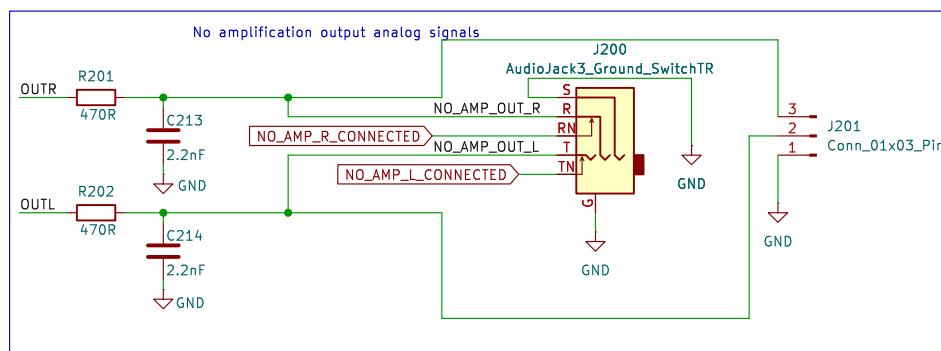 No amplification output analog signals
J200
AudioJack3_Ground_SwitchTR
R201
OUTR
470R
C213
2.2nF
GND
NO_AMP_OUT_R
NO_AMP_R_CONNECTED
NO_AMP_OUT_L
NO_AMP_L_CONNECTED
S
R
RN
T
TN
G
GND
GND
3
2
1
J201
Conn_01x03_Pin
GND
R202
OUTL
470R
C214
2.2nF
GND